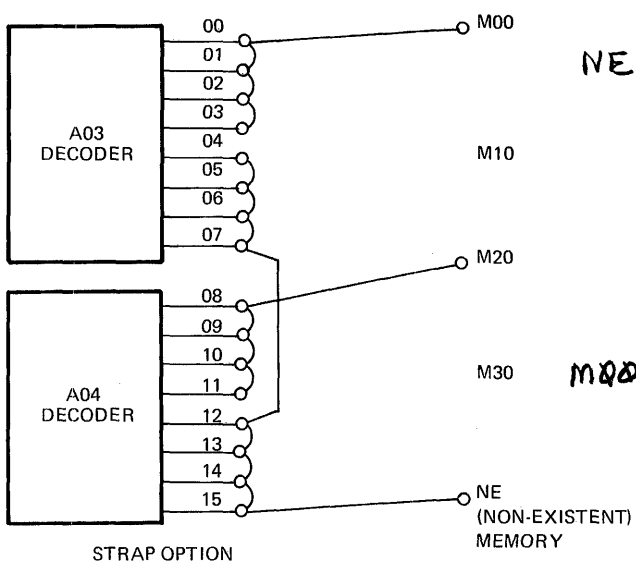 00
M00
01
NE
02
03
A03
DECODER
04
M10
05
06
07
M20
08
09
10
M30
MØØ
11
A04
DECODER
12
13
14
15
NE
(NON-EXISTENT)
MEMORY
STRAP OPTION